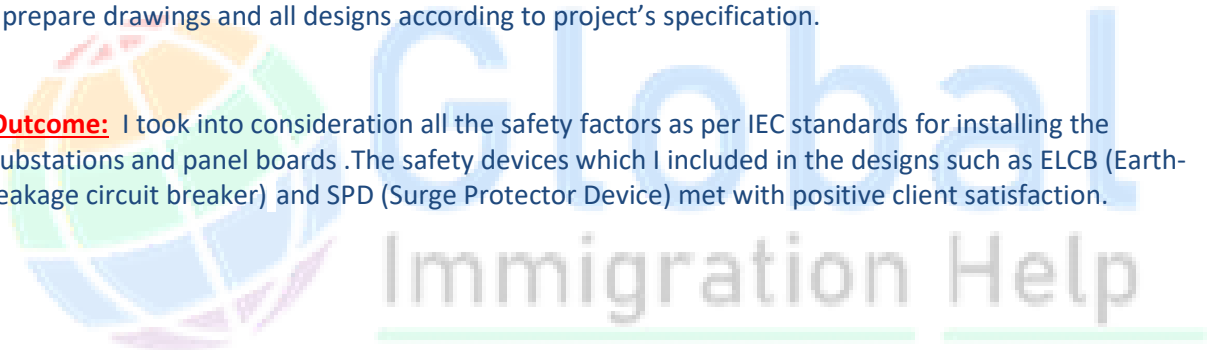 prepare drawings and all designs according to project's specification.
Outcome: I took into consideration all the safety factors as per IEC standards for installing the
ubstations and panel boards .The safety devices which I included in the designs such as ELCB (Earth-
eakage circuit breaker) and SPD (Surge Protector Device) met with positive client satisfaction.
Global
Immigration Help